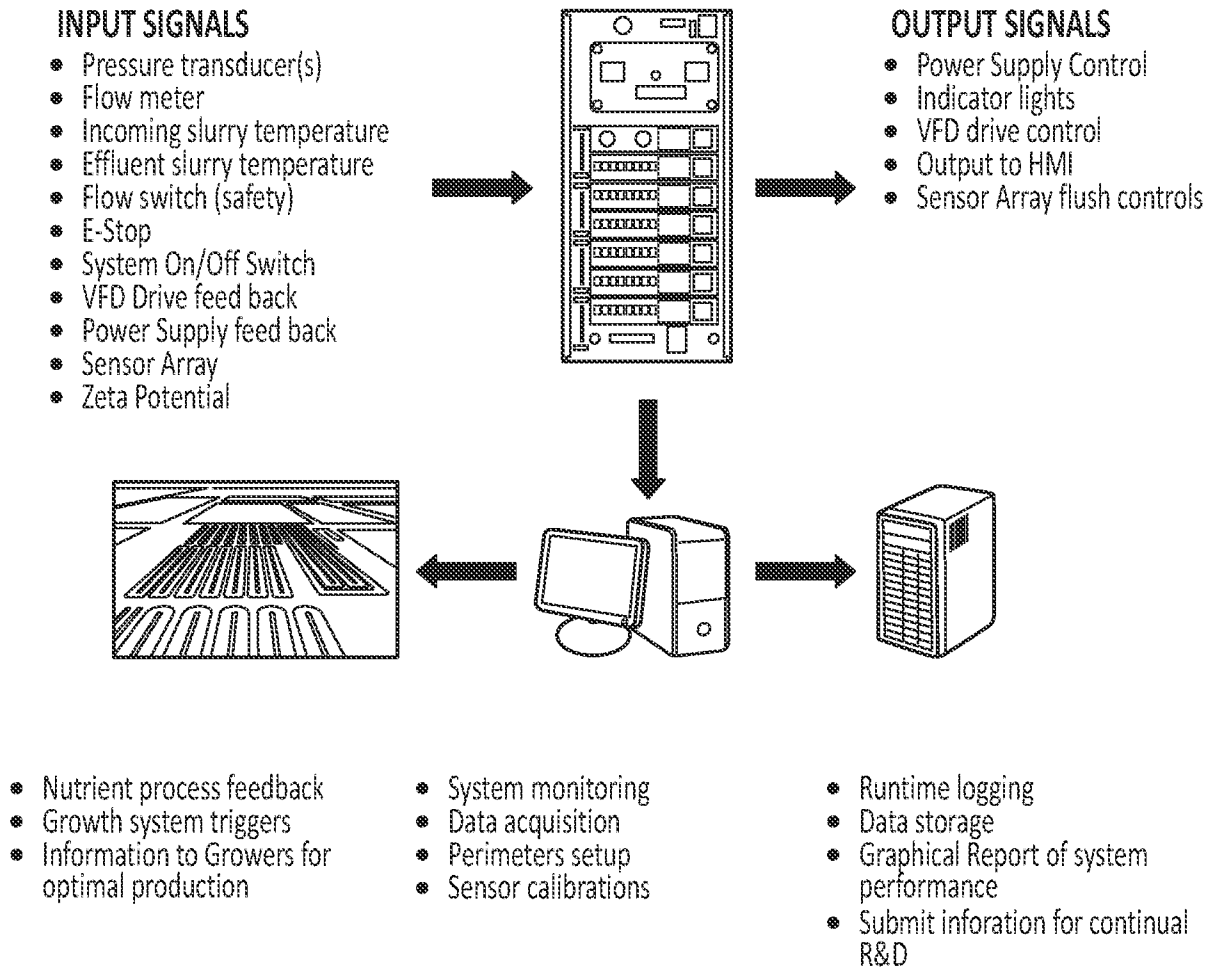 INPUT SIGNALS
• Pressure transducer(s)
• Flow meter
• Incoming slurry temperature
• Effluent slurry temperature
• Flow switch (safety)
• E-Stop
• System On/Off Switch
• VFD Drive feed back
• Power Supply feed back
• Sensor Array
• Zeta Potential
OUTPUT SIGNALS
• Power Supply Control
• Indicator lights
• VFD drive control
• Output to HMI
• Sensor Array flush controls
• Nutrient process feedback
• Growth system triggers
• Information to Growers for
optimal production
• System monitoring
• Data acquisition
• Perimeters setup
• Sensor calibrations
• Runtime logging
• Data storage
• Graphical Report of system
performance
• Submit inforation for continual
R&D